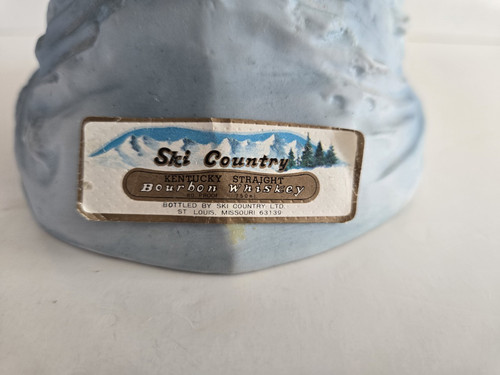 Ski Country
KENTUCKY STRAIGHT
Bourbon Whiskey
BOTTLED BY SKI COUNTRY LTD.
ST LOUIS, MISSOURI 63139